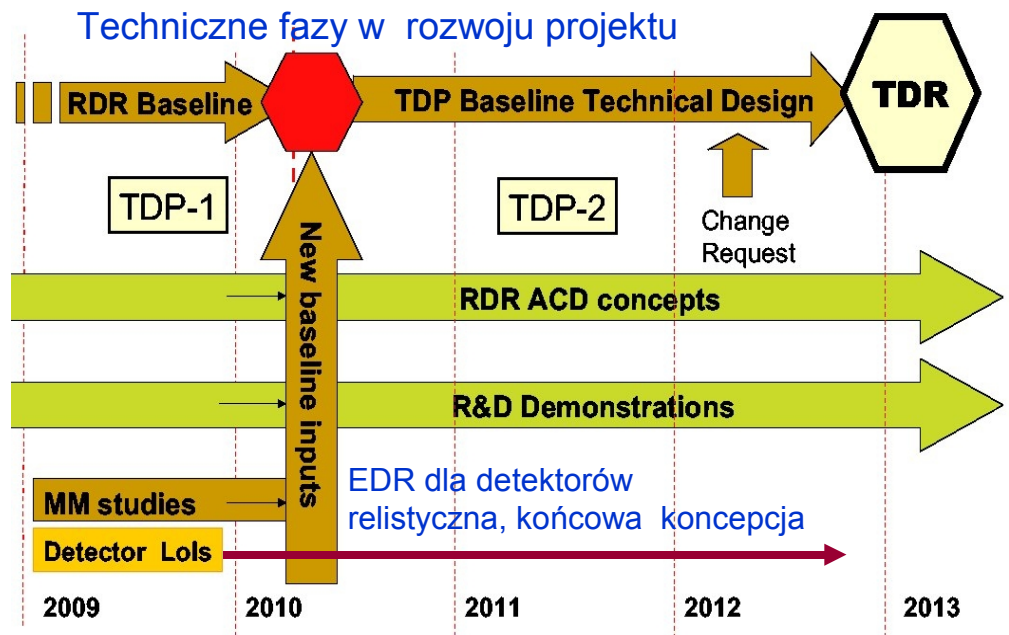 Techniczne fazy w rozwoju projektu
RDR Baseline
TDP Baseline Technical Design
TDR
TDP-1
TDP-2
Change
Request
New baseline inputs
RDR ACD concepts
R&D Demonstrations
EDR dla detektorów
relistyczna, końcowa koncepcja
MM studies
Detector LoIs
2009
2010
2011
2012
2013